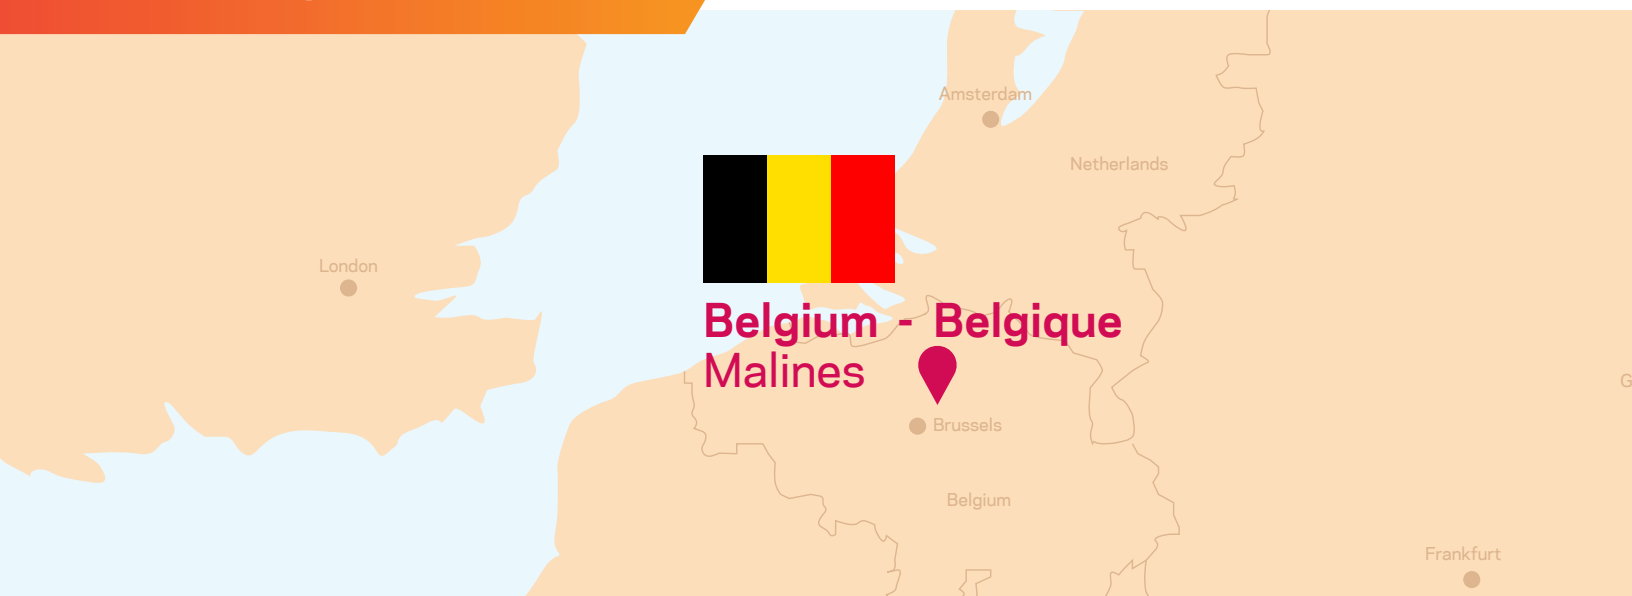 Amsterdam
Netherlands
London
Belgium - Belgique
Malines
Brussels
Belgium
Frankfurt